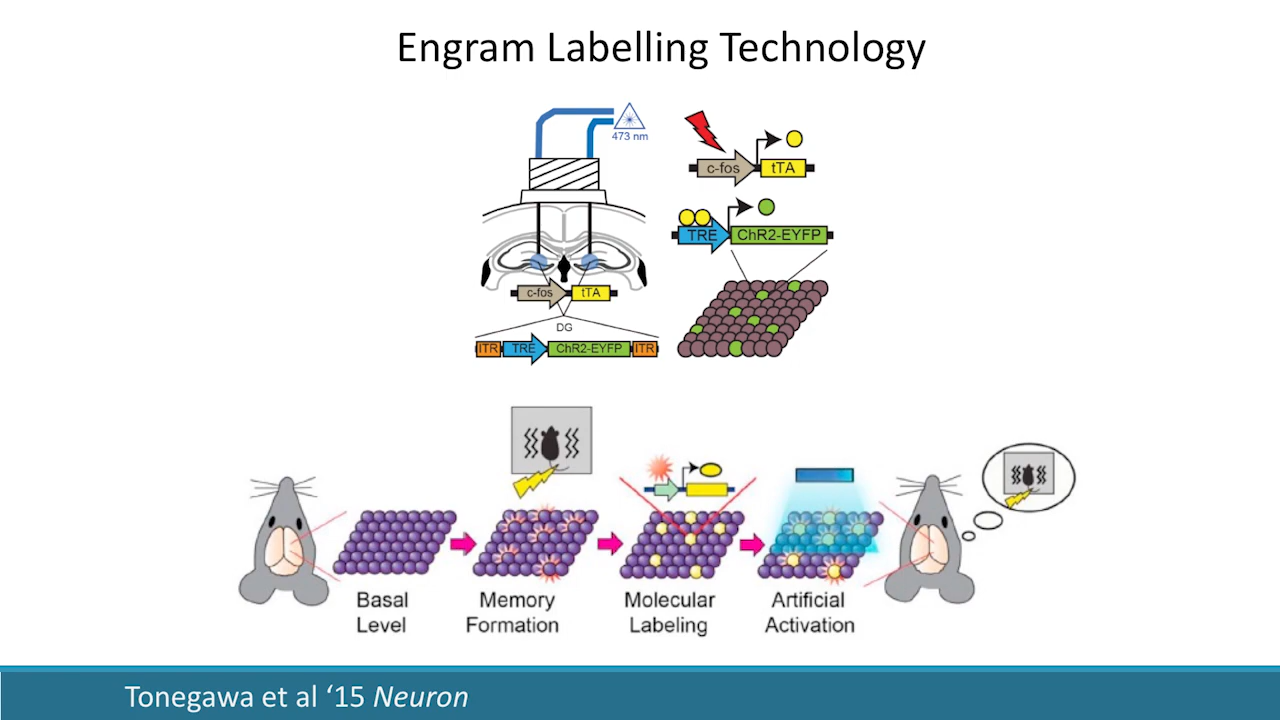 Engram Labelling Technology
473 nm
c-fos tTA
TRE ChR2-EYFP
c-fos tTA
DG
ITR TRE ChR2-EYFP ITR
Basal Level
Memory Formation
Molecular Labeling
Artificial Activation
Tonegawa et al ‘15 Neuron